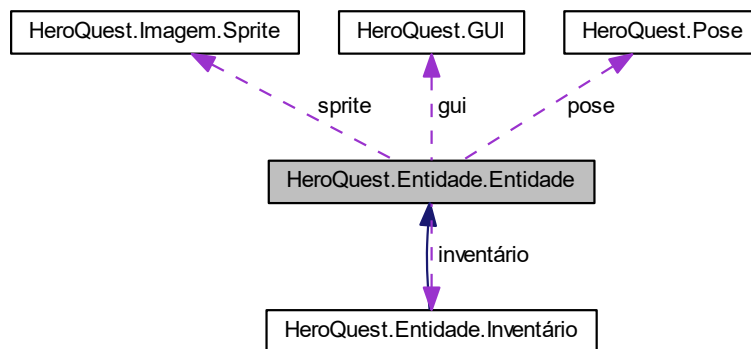 HeroQuest.Imagem.Sprite
HeroQuest.GUI
HeroQuest.Pose
sprite
gui
pose
HeroQuest.Entidade.Entidade
inventário
HeroQuest.Entidade.Inventário